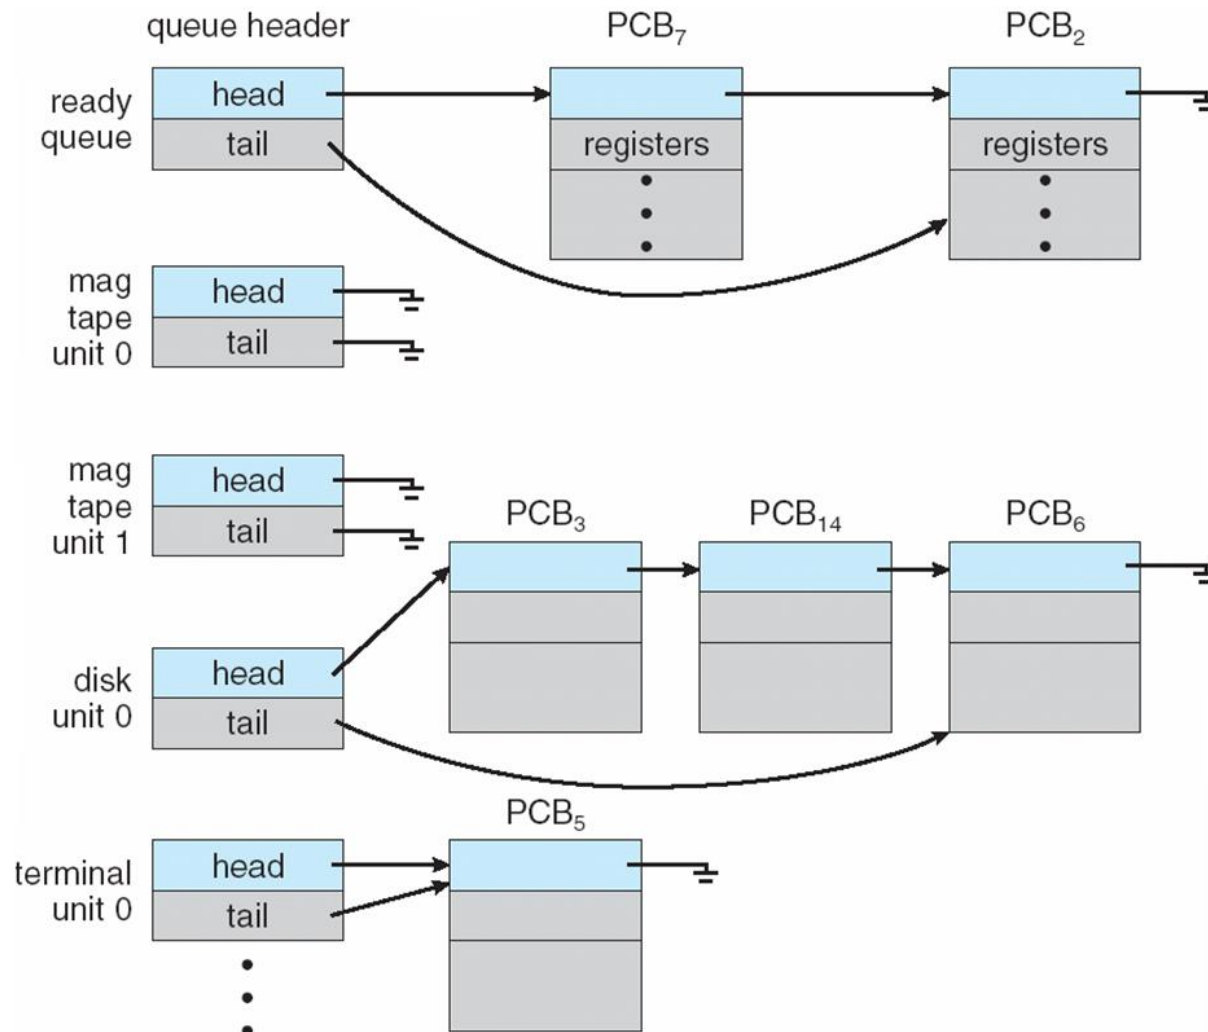 queue header
PCB₇
PCB₂
ready
queue
head
tail
registers
registers
mag
tape
unit 0
head
tail
mag
tape
unit 1
head
tail
PCB₃
PCB₁₄
PCB₆
disk
unit 0
head
tail
PCB₅
terminal
unit 0
head
tail